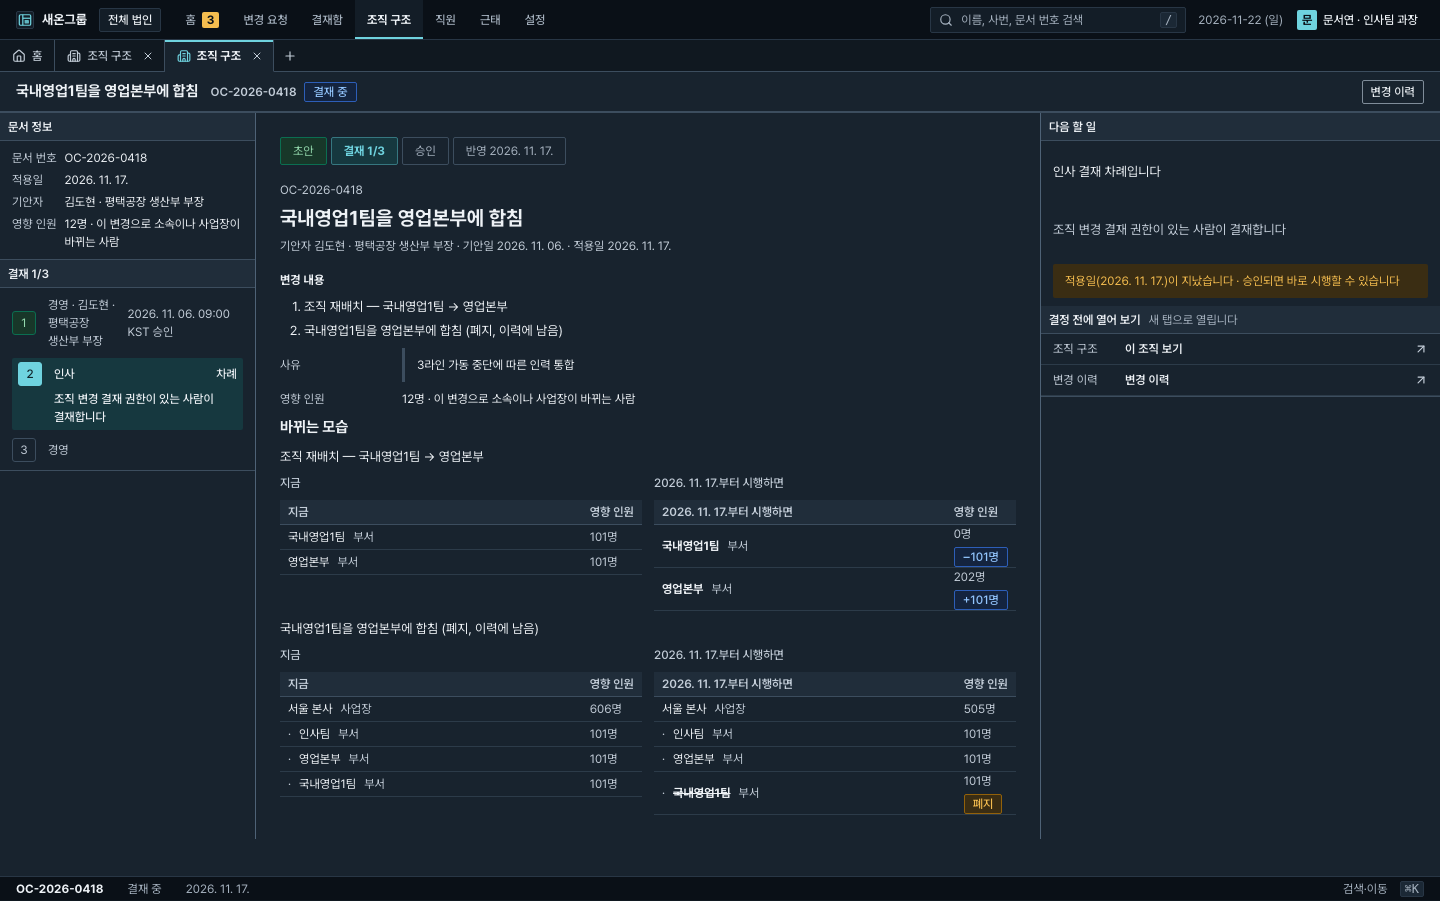 새온그룹 전체 법인 홈 3 변경 요청 결재함 조직 구조 직원 근태 설정 이름, 사번, 문서 번호 검색 / 2026-11-22 (일) 문 문서연 · 인사팀 과장
홈 조직 구조 × 조직 구조 × +
국내영업1팀을 영업본부에 합침 OC-2026-0418 결재 중 변경 이력
문서 정보
문서 번호 OC-2026-0418
적용일 2026. 11. 17.
기안자 김도현 · 평택공장 생산부 부장
영향 인원 12명 · 이 변경으로 소속이나 사업장이
바뀌는 사람
결재 1/3
1 경영 · 김도현 ·
평택공장
생산부 부장
2026. 11. 06. 09:00
KST 승인
2 인사 차례
조직 변경 결재 권한이 있는 사람이
결재합니다
3 경영
초안 결재 1/3 승인 반영 2026. 11. 17.
OC-2026-0418
국내영업1팀을 영업본부에 합침
기안자 김도현 · 평택공장 생산부 부장 · 기안일 2026. 11. 06. · 적용일 2026. 11. 17.
변경 내용
1. 조직 재배치 — 국내영업1팀 → 영업본부
2. 국내영업1팀을 영업본부에 합침 (폐지, 이력에 남음)
사유 3라인 가동 중단에 따른 인력 통합
영향 인원 12명 · 이 변경으로 소속이나 사업장이 바뀌는 사람
바뀌는 모습
조직 재배치 — 국내영업1팀 → 영업본부
지금
지금 영향 인원
국내영업1팀 부서 101명
영업본부 부서 101명
2026. 11. 17.부터 시행하면
2026. 11. 17.부터 시행하면 영향 인원
국내영업1팀 부서 0명
−101명
영업본부 부서 202명
+101명
국내영업1팀을 영업본부에 합침 (폐지, 이력에 남음)
지금
지금 영향 인원
서울 본사 사업장 606명
· 인사팀 부서 101명
· 영업본부 부서 101명
· 국내영업1팀 부서 101명
2026. 11. 17.부터 시행하면
2026. 11. 17.부터 시행하면 영향 인원
서울 본사 사업장 505명
· 인사팀 부서 101명
· 영업본부 부서 101명
· 국내영업1팀 부서 101명
폐지
다음 할 일
인사 결재 차례입니다
조직 변경 결재 권한이 있는 사람이 결재합니다
적용일(2026. 11. 17.)이 지났습니다 · 승인되면 바로 시행할 수 있습니다
결정 전에 열어 보기 새 탭으로 열립니다
조직 구조 이 조직 보기
변경 이력 변경 이력
OC-2026-0418 결재 중 2026. 11. 17. 검색·이동 ⌘K